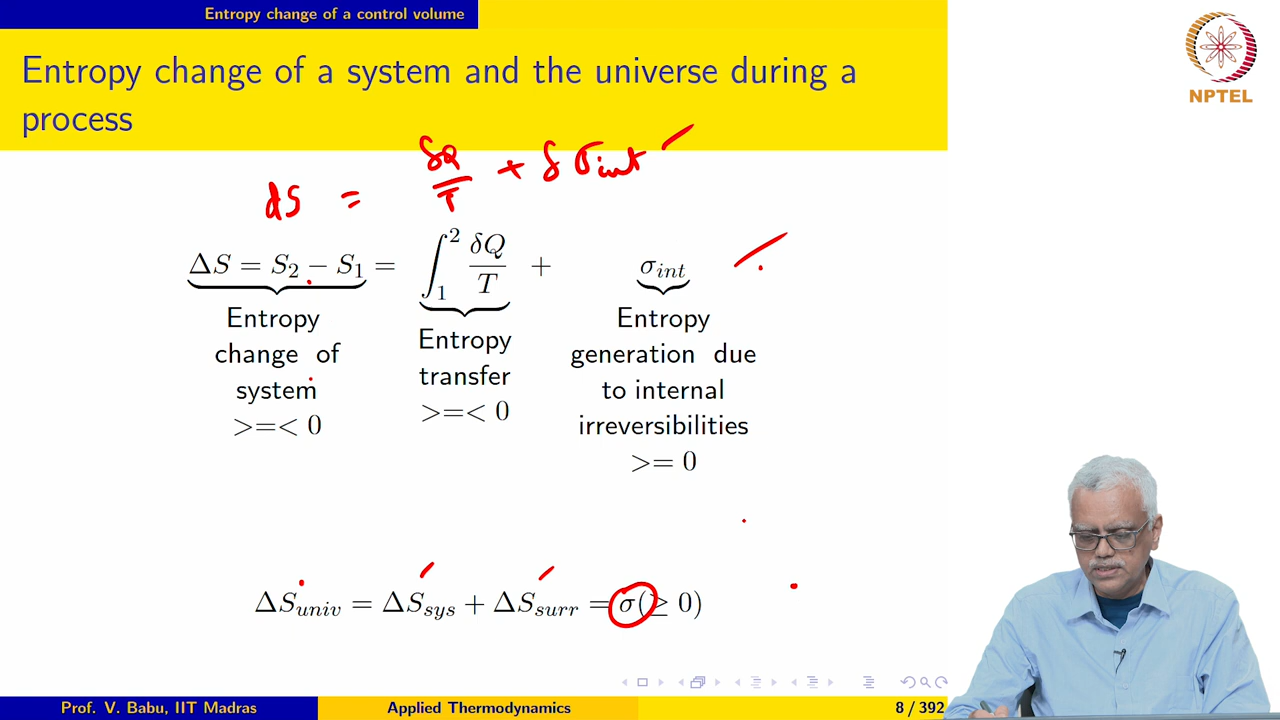 Entropy change of a control volume
Entropy change of a system and the universe during a
process
NPTEL
dS = δQ/T + δσint
ΔS = S₂ − S₁ = ∫₁² δQ/T + σint
Entropy
change of
system
>=< 0
Entropy
transfer
>=< 0
Entropy
generation due
to internal
irreversibilities
>= 0
ΔSuniv = ΔSsys + ΔSsurr = σ(≥ 0)
Prof. V. Babu, IIT Madras
Applied Thermodynamics
8 / 392